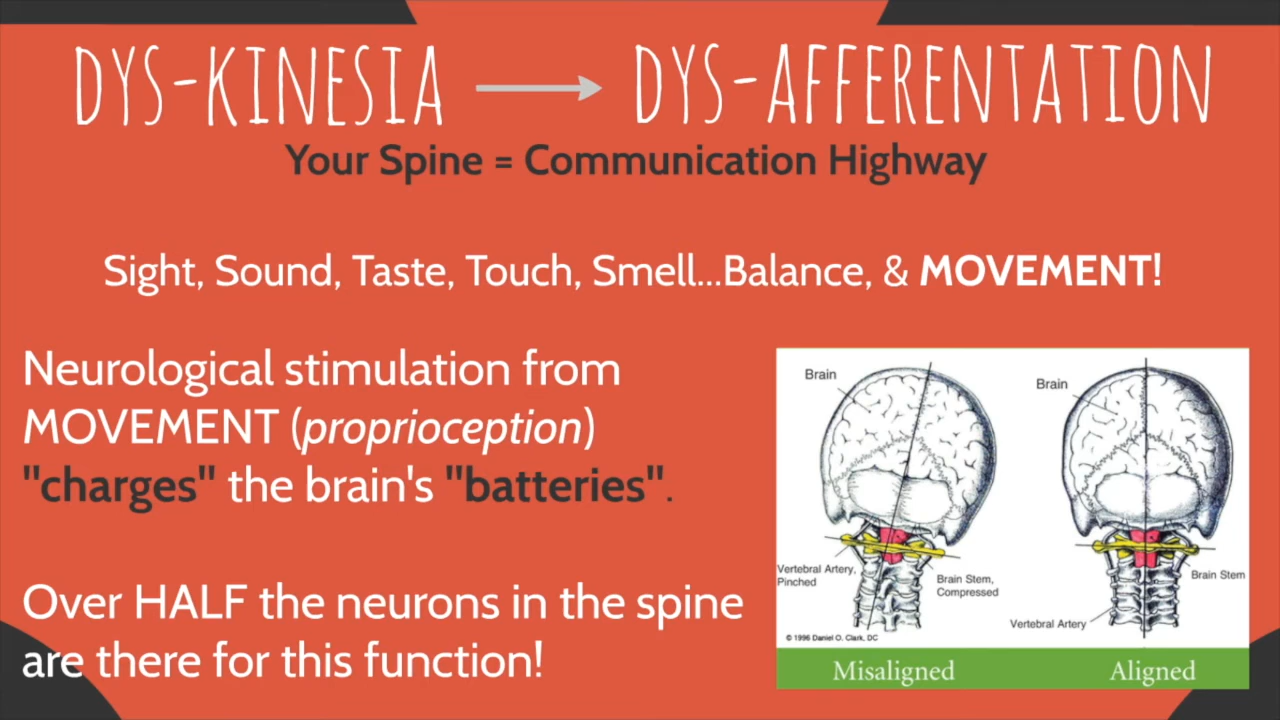 DYS-KINESIA → DYS-AFFERENTATION
Your Spine = Communication Highway
Sight, Sound, Taste, Touch, Smell...Balance, & MOVEMENT!
Neurological stimulation from
MOVEMENT (proprioception)
"charges" the brain's "batteries".
Over HALF the neurons in the spine
are there for this function!
Brain
Vertebral Artery,
Pinched
Brain Stem,
Compressed
© 1996 Daniel O. Clark, DC
Misaligned
Brain
Brain Stem
Vertebral Artery
Aligned